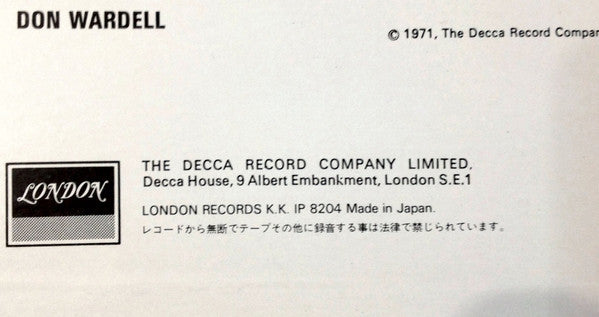 DON WARDELL
© 1971, The Decca Record
THE DECCA RECORD COMPANY LIMITED,
Decca House, 9 Albert Embankment, London S.E.1
LONDON
LONDON RECORDS K.K. IP 8204 Made in Japan.
レコードから無断でテープその他に録音する事は法律で禁じられています。